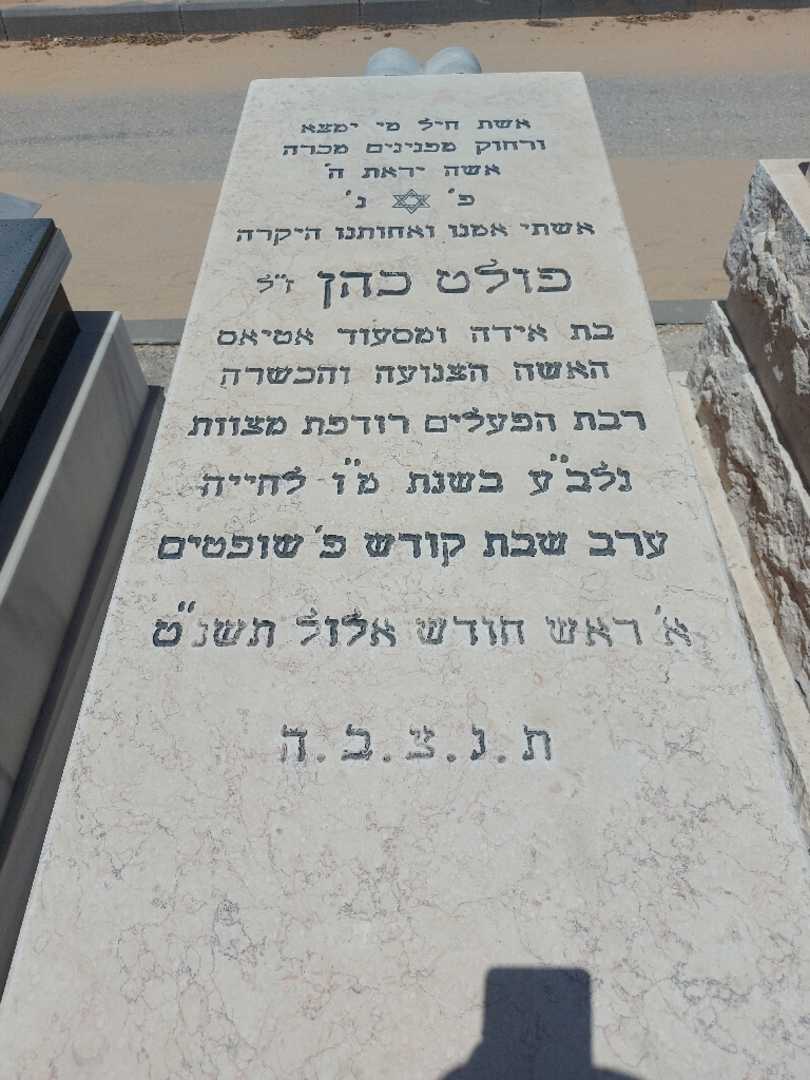 אשת חיל מי ימצא
ורחוק מפנינים מכרה
אשה יראת ה'
פ' נ'
אשתי אמנו ואחותנו היקרה
פולט כהן ז"ל
בת אידה ומסעוד אטיאס
האשה הצנועה והכשרה
רבת הפעלים רודפת מצוות
נלב"ע בשנת מ"ו לחייה
ערב שבת קודש פ' שופטים
א' ראש חודש אלול תשנ"ט
ת.נ.צ.ב.ה